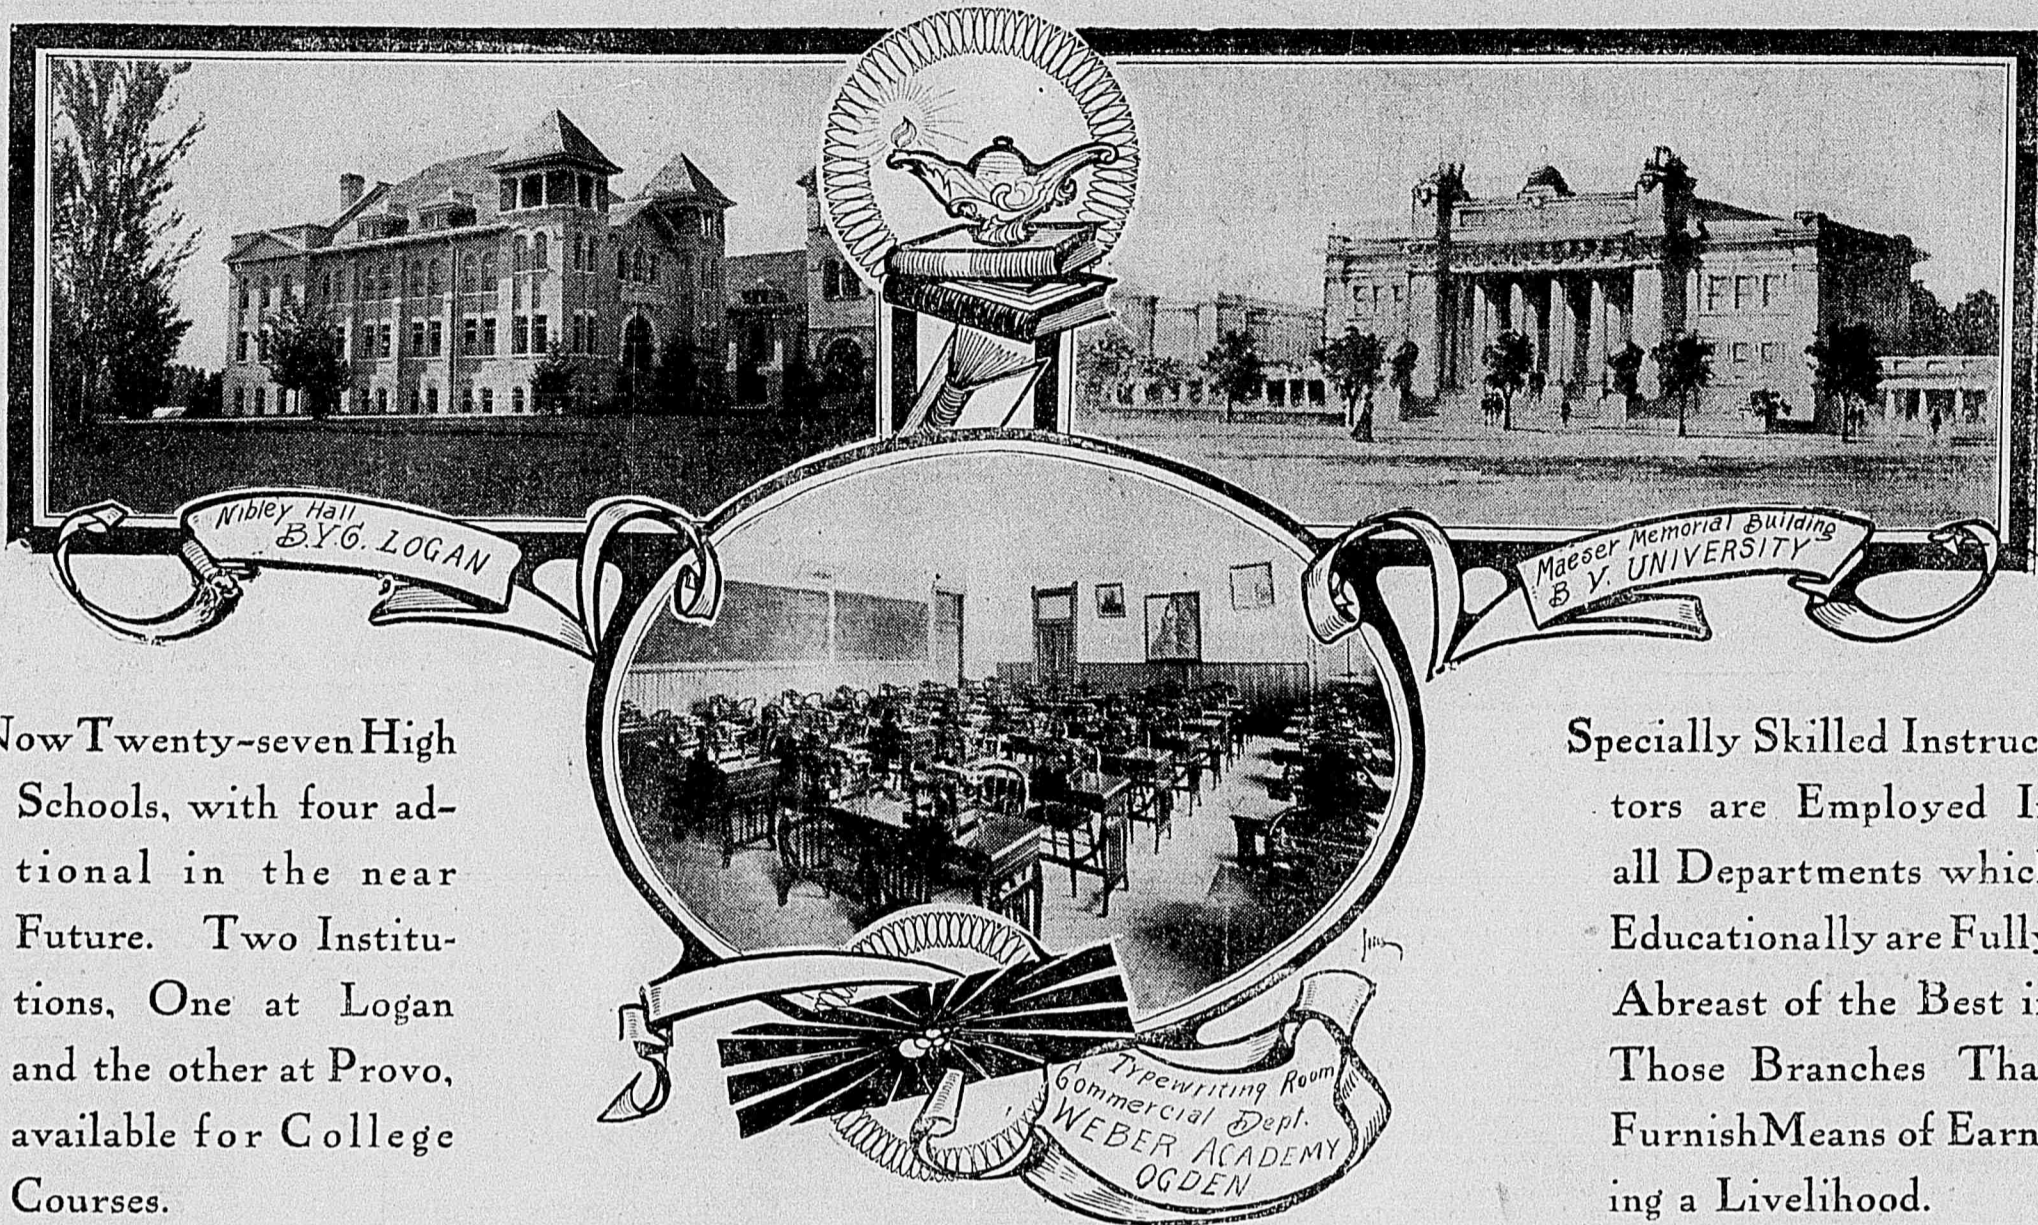 Nibley Hall
B.Y.C. LOGAN
Maeser Memorial Building
B Y. UNIVERSITY
Now Twenty-seven High
Schools, with four ad-
tional in the near
Future. Two Institu-
tions, One at Logan
and the other at Provo,
available for College
Courses.
Typewriting Room
Commercial Dept.
WEBER ACADEMY
OGDEN
Specially Skilled Instruc
tors are Employed I
all Departments whic
Educationally are Fully
Abreast of the Best i
Those Branches Tha
Furnish Means of Earn
ing a Livelihood.